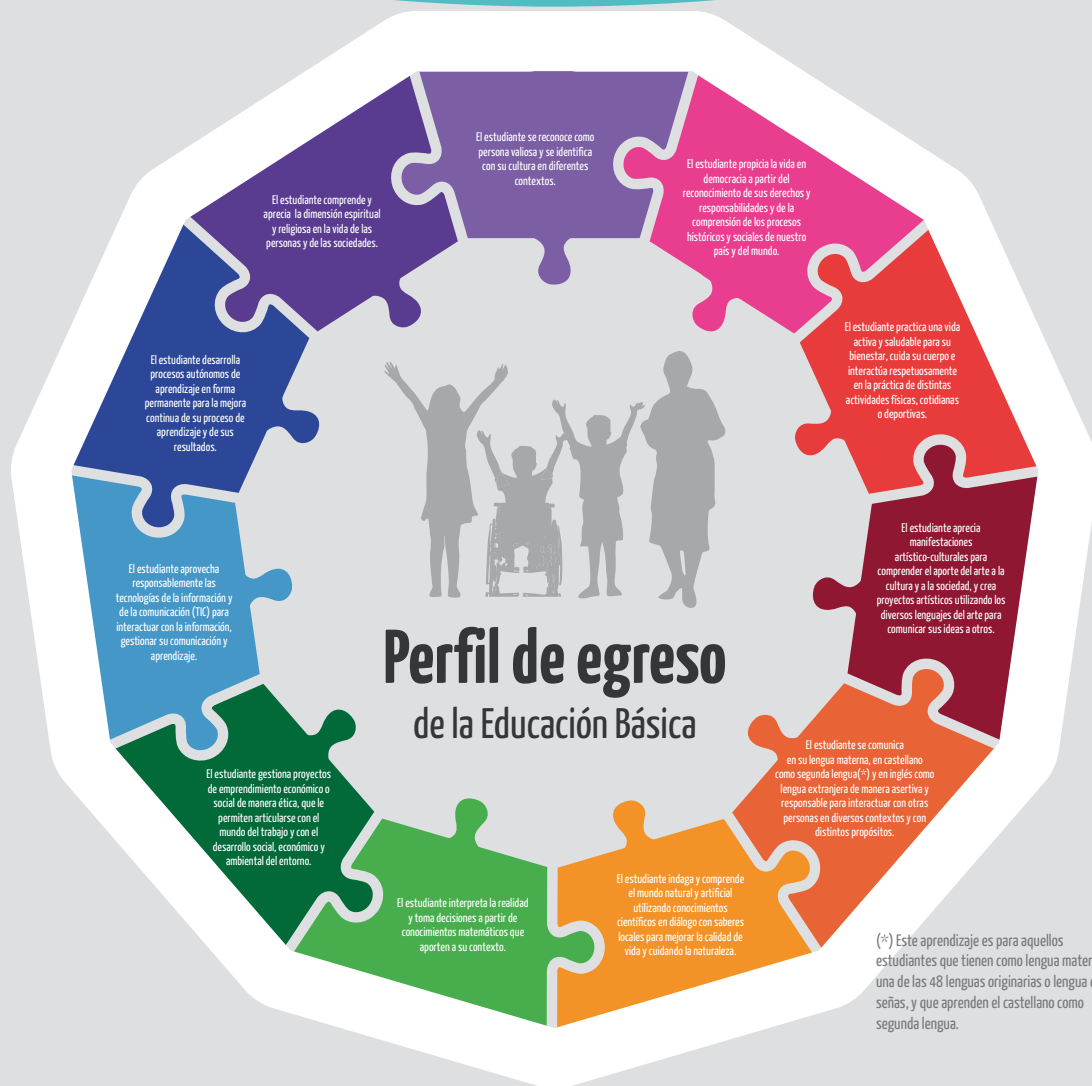 El estudiante se reconoce como
persona valiosa y se identifica
con su cultura en diferentes
contextos.
El estudiante propicia la vida en
democracia a partir del
reconocimiento de sus derechos y
responsabilidades y de la
comprensión de los procesos
históricos y sociales de nuestro
país y del mundo.
El estudiante practica una vida
activa y saludable para su
bienestar, cuida su cuerpo e
interactúa respetuosamente
en la práctica de distintas
actividades físicas, cotidianas
o deportivas.
El estudiante aprecia
manifestaciones
artístico-culturales para
comprender el aporte del arte a la
cultura y a la sociedad, y crea
proyectos artísticos utilizando los
diversos lenguajes del arte para
comunicar sus ideas a otros.
El estudiante se comunica
en su lengua materna, en castellano
como segunda lengua(*) y en inglés como
lengua extranjera de manera asertiva y
responsable para interactuar con otras
personas en diversos contextos y con
distintos propósitos.
El estudiante indaga y comprende
el mundo natural y artificial
utilizando conocimientos
científicos en diálogo con saberes
locales para mejorar la calidad de
vida y cuidando la naturaleza.
El estudiante interpreta la realidad
y toma decisiones a partir de
conocimientos matemáticos que
aporten a su contexto.
El estudiante gestiona proyectos
de emprendimiento económico o
social de manera ética, que le
permiten articularse con el
mundo del trabajo y con el
desarrollo social, económico y
ambiental del entorno.
El estudiante aprovecha
responsablemente las
tecnologías de la información y
de la comunicación (TIC) para
interactuar con la información,
gestionar su comunicación y
aprendizaje.
El estudiante desarrolla
procesos autónomos de
aprendizaje en forma
permanente para la mejora
continua de su proceso de
aprendizaje y de sus
resultados.
El estudiante comprende y
aprecia la dimensión espiritual
y religiosa en la vida de las
personas y de las sociedades.
Perfil de egreso
de la Educación Básica
(*) Este aprendizaje es para aquellos
estudiantes que tienen como lengua mater
una de las 48 lenguas originarias o lengua
señas, y que aprenden el castellano como
segunda lengua.